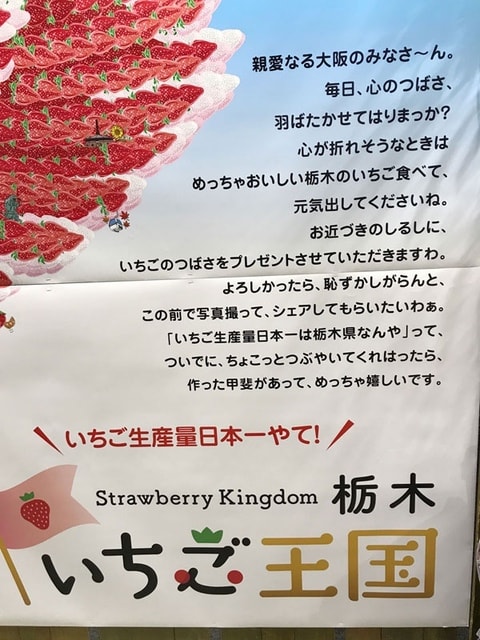 親愛なる大阪のみなさ〜ん。
毎日、心のつばさ、
羽ばたかせてはりまっか？
心が折れそうなときは
めっちゃおいしい栃木のいちご食べて、
元気出してくださいね。
お近づきのしるしに、
いちごのつばさをプレゼントさせていただきますわ。
よろしかったら、恥ずかしがらんと、
この前で写真撮って、シェアしてもらいたいわぁ。
「いちご生産量日本一は栃木県なんや」って、
ついでに、ちょこっとつぶやいてくれはったら、
作った甲斐があって、めっちゃ嬉しいです。
いちご生産量日本一やて！
Strawberry Kingdom 栃木
いちご王国